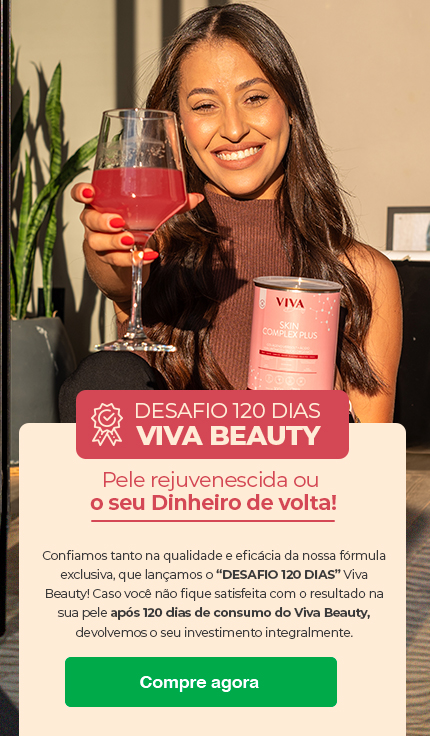 VIVA
SKIN
COMPLEX PLUS
DESAFIO 120 DIAS
VIVA BEAUTY
Pele rejuvenescida ou
o seu Dinheiro de volta!
Confiamos tanto na qualidade e eficácia da nossa fórmula
exclusiva, que lançamos o “DESAFIO 120 DIAS” Viva
Beauty! Caso você não fique satisfeita com o resultado na
sua pele após 120 dias de consumo do Viva Beauty,
devolvemos o seu investimento integralmente.
Compre agora